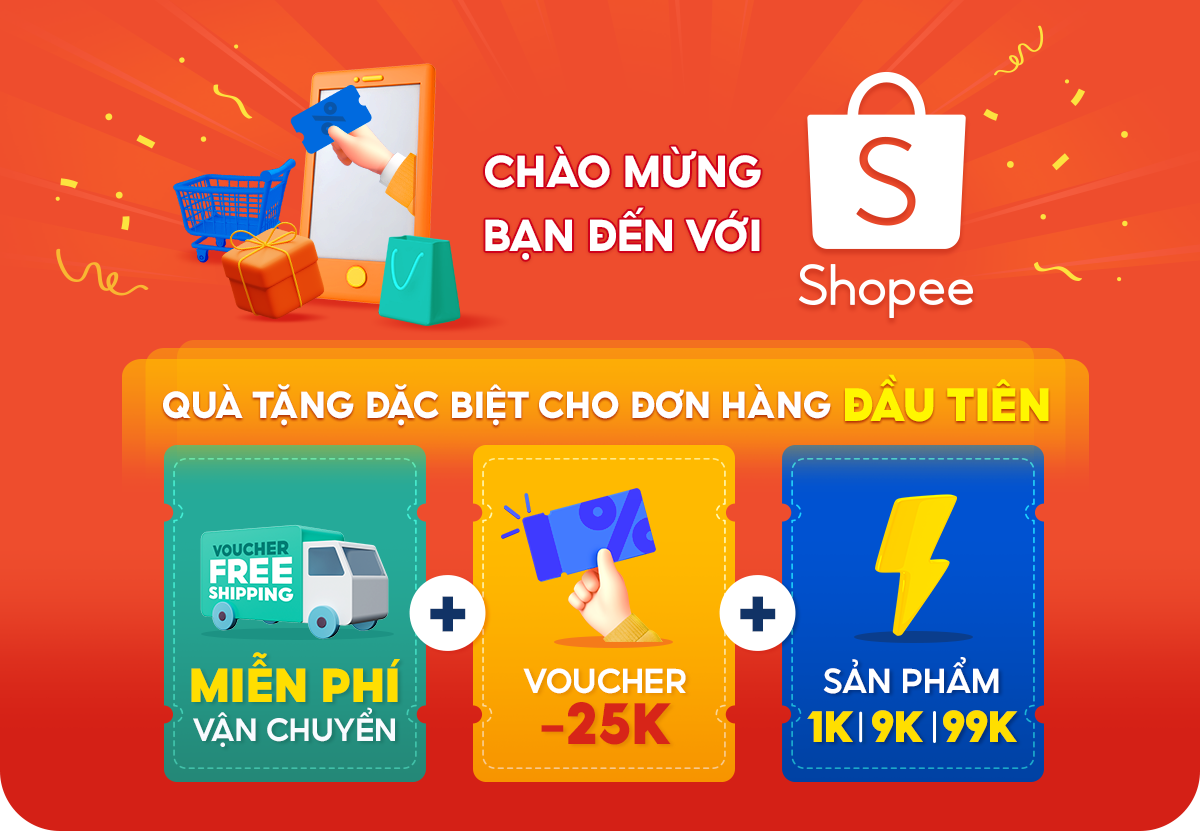 CHÀO MỪNG
BẠN ĐẾN VỚI
S
Shopee
QUÀ TẶNG ĐẶC BIỆT CHO ĐƠN HÀNG ĐẦU TIÊN
VOUCHER
FREE
SHIPPING
MIỄN PHÍ
VẬN CHUYỂN
+
%
VOUCHER
-25K
+
SẢN PHẨM
1K | 9K | 99K